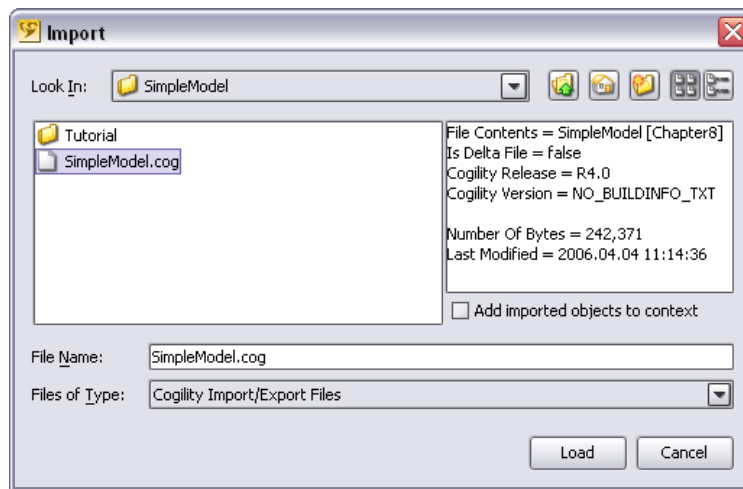 Import
Look In: SimpleModel
Tutorial
SimpleModel.cog
File Contents = SimpleModel [Chapter8]
Is Delta File = false
Cogility Release = R4.0
Cogility Version = NO_BUILDINFO_TXT
Number Of Bytes = 242,371
Last Modified = 2006.04.04 11:14:36
Add imported objects to context
File Name: SimpleModel.cog
Files of Type: Cogility Import/Export Files
Load Cancel